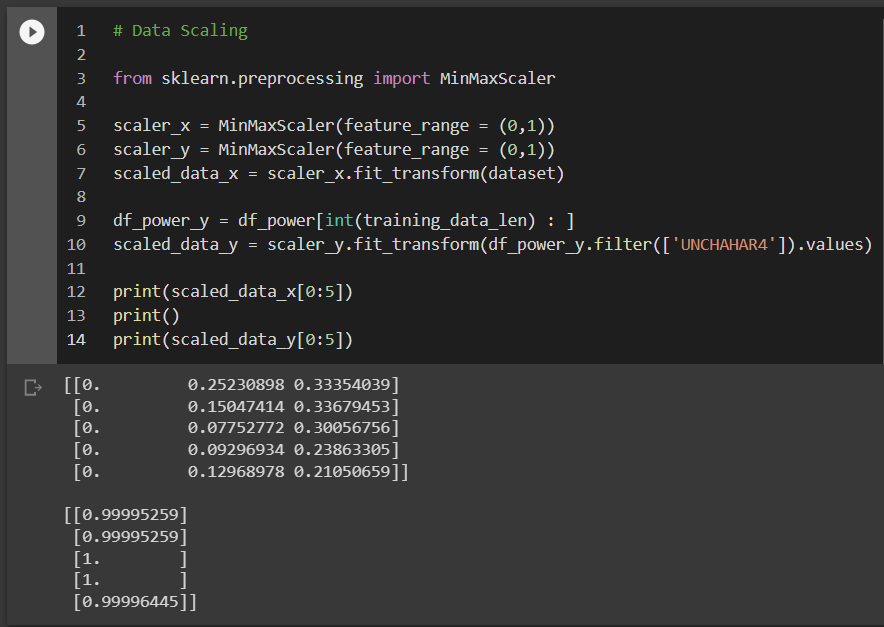 1 # Data Scaling
2
3 from sklearn.preprocessing import MinMaxScaler
4
5 scaler_x = MinMaxScaler(feature_range = (0,1))
6 scaler_y = MinMaxScaler(feature_range = (0,1))
7 scaled_data_x = scaler_x.fit_transform(dataset)
8
9 df_power_y = df_power[int(training_data_len) : ]
10 scaled_data_y = scaler_y.fit_transform(df_power_y.filter(['UNCHAHAR4']).values)
11
12 print(scaled_data_x[0:5])
13 print()
14 print(scaled_data_y[0:5])
[[0.         0.25230898 0.33354039]
 [0.         0.15047414 0.33679453]
 [0.         0.07752772 0.30056756]
 [0.         0.09296934 0.23863305]
 [0.         0.12968978 0.21050659]]
[[0.99995259]
 [0.99995259]
 [1.        ]
 [1.        ]
 [0.99996445]]